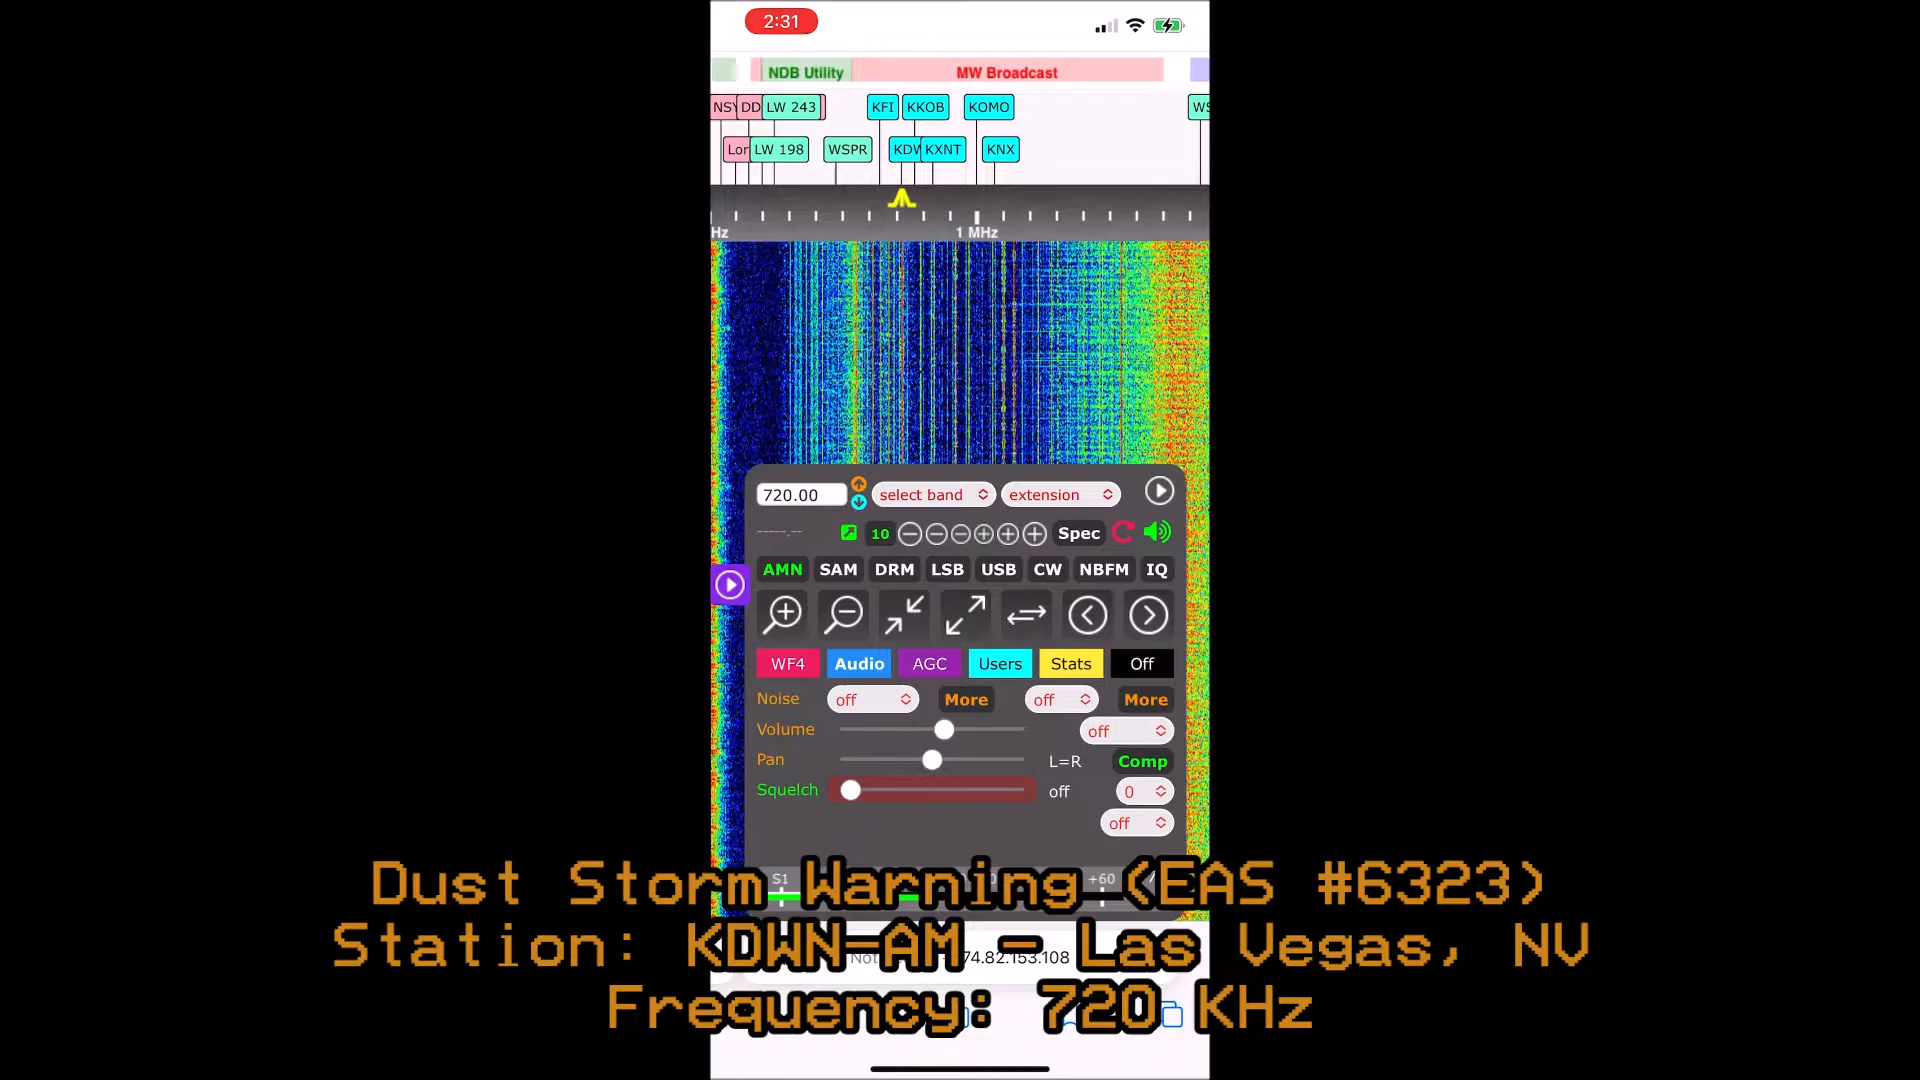 2:31
NDB Utility MW Broadcast
NSY DD LW 243 KFI KKOB KOMO WS
Lor LW 198 WSPR KDW KXNT KNX
Hz 1 MHz
720.00 select band extension
-----.-- 10 Spec
AMN SAM DRM LSB USB CW NBFM IQ
WF4 Audio AGC Users Stats Off
Noise off More off More
Volume off
Pan L=R Comp
Squelch off 0
off
S1 +60
Dust Storm Warning (EAS #6323)
Station: KDWN-AM - Las Vegas, NV
Not 74.82.153.108
Frequency: 720 KHz